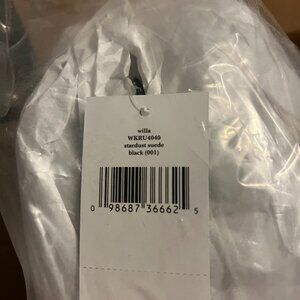 willa
WKRU4040
stardust suede
black (001)
0 98687 36662 5